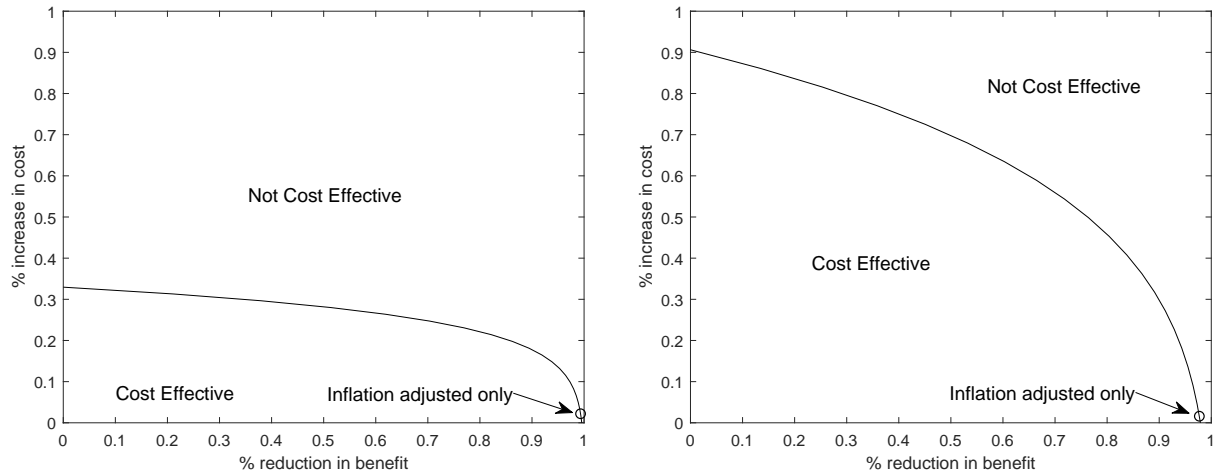 1
0.9
0.8
0.7
0.6
0.5
0.4
0.3
0.2
0.1
0
% increase in cost
Not Cost Effective
Cost Effective
Inflation adjusted only
0 0.1 0.2 0.3 0.4 0.5 0.6 0.7 0.8 0.9 1
% reduction in benefit
1
0.9
0.8
0.7
0.6
0.5
0.4
0.3
0.2
0.1
0
% increase in cost
Not Cost Effective
Cost Effective
Inflation adjusted only
0 0.1 0.2 0.3 0.4 0.5 0.6 0.7 0.8 0.9 1
% reduction in benefit